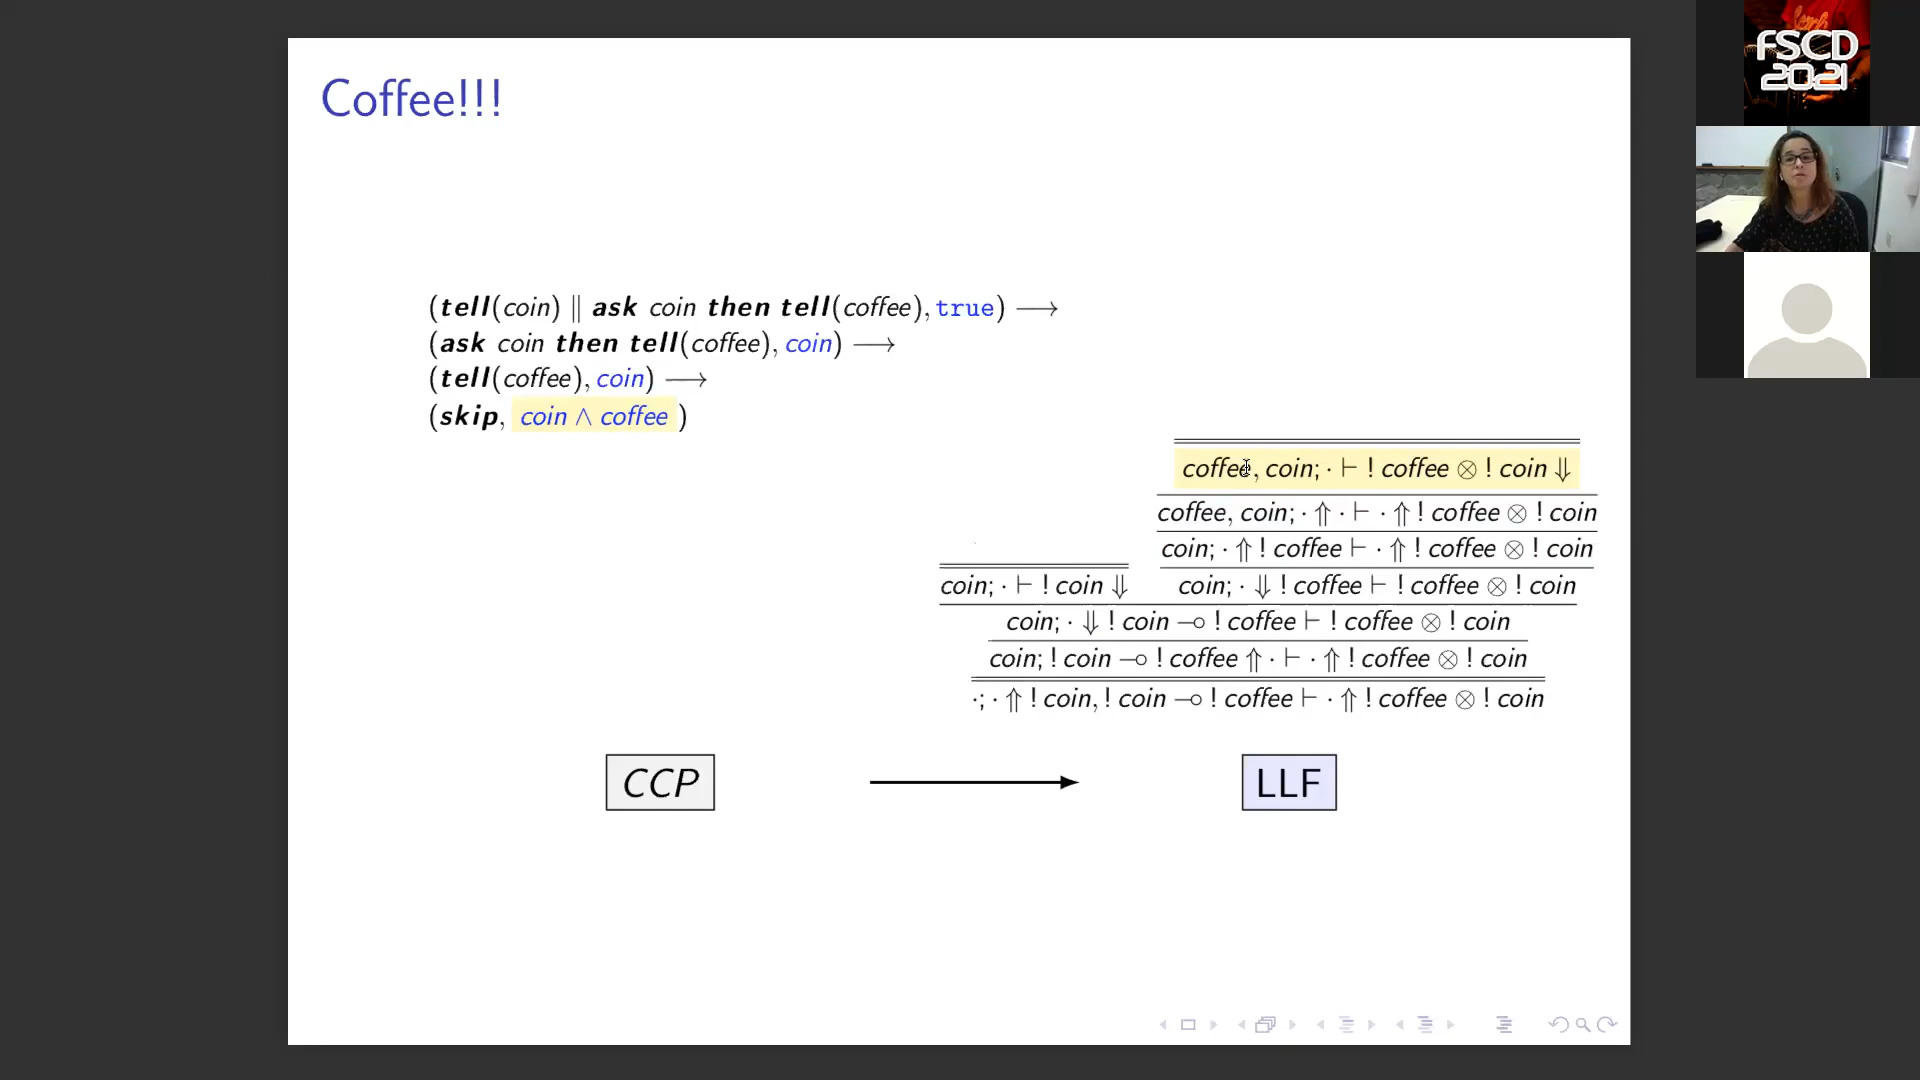 Coffee!!!
(tell(coin) ∥ ask coin then tell(coffee), true) ⟶
(ask coin then tell(coffee), coin) ⟶
(tell(coffee), coin) ⟶
(skip, coin ∧ coffee )
coffee, coin; · ⊢ ! coffee ⊗ ! coin ⇓
coffee, coin; · ⇑ · ⊢ · ⇑ ! coffee ⊗ ! coin
coin; · ⇑ ! coffee ⊢ · ⇑ ! coffee ⊗ ! coin
coin; · ⊢ ! coin ⇓ coin; · ⇓ ! coffee ⊢ ! coffee ⊗ ! coin
coin; · ⇓ ! coin ⊸ ! coffee ⊢ ! coffee ⊗ ! coin
coin; ! coin ⊸ ! coffee ⇑ · ⊢ · ⇑ ! coffee ⊗ ! coin
·; · ⇑ ! coin, ! coin ⊸ ! coffee ⊢ · ⇑ ! coffee ⊗ ! coin
CCP
LLF
FSCD
2021